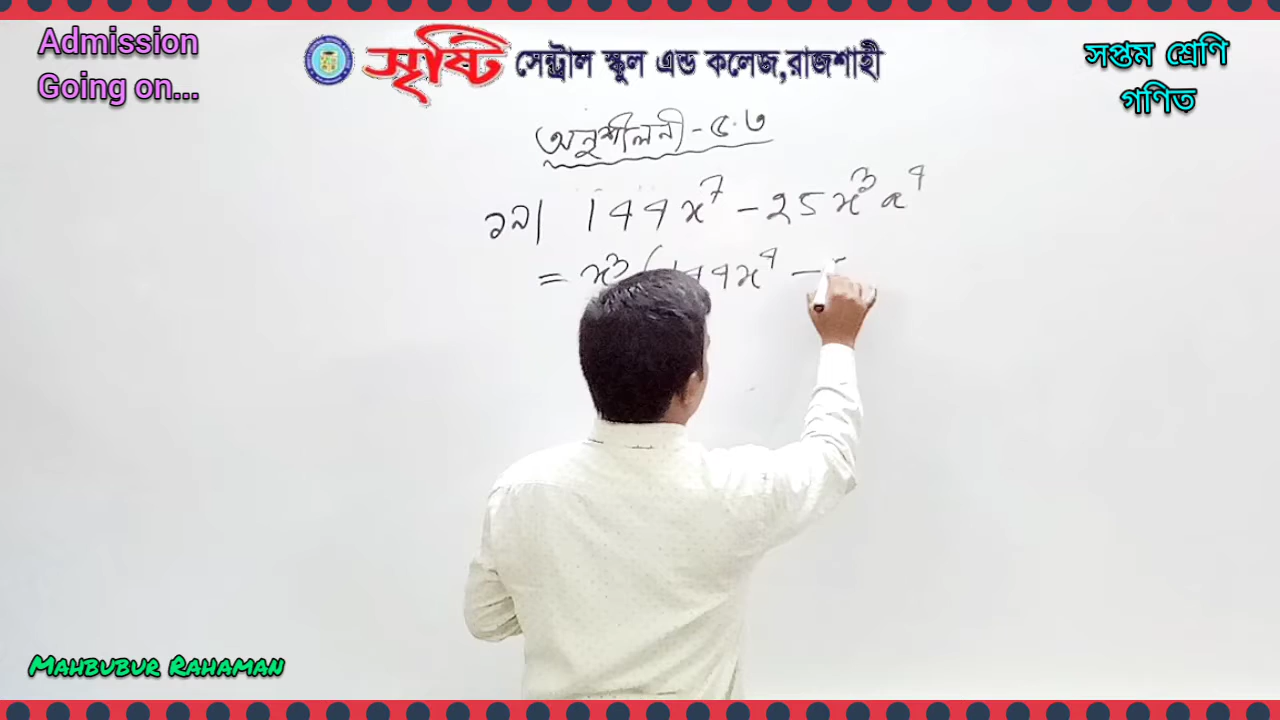 Admission
Going on...
সৃষ্টি সেন্ট্রাল স্কুল এন্ড কলেজ,রাজশাহী
সপ্তম শ্রেণি
গণিত
অনুশীলনী-৫.৩
১৯| 144x⁷ - 25x³a⁴
= x³ (144x⁴ -
MAHBUBUR RAHAMAN